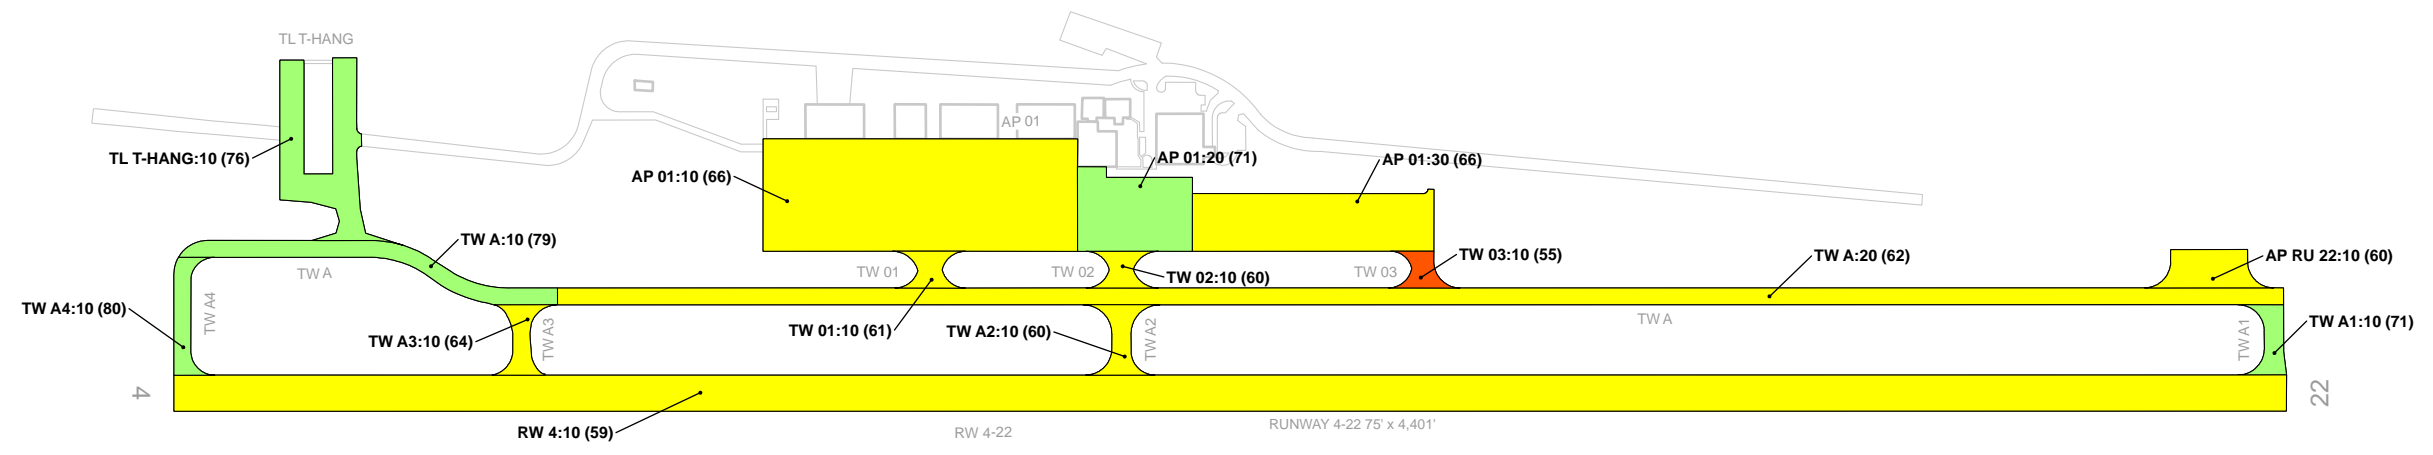 TL T-HANG
AP 01
TL T-HANG:10 (76)
AP 01:20 (71)
AP 01:30 (66)
AP 01:10 (66)
TW A:10 (79)
TW 03:10 (55)
TW A:20 (62)
AP RU 22:10 (60)
TW A
TW 01
TW 02
TW 03
TW 02:10 (60)
TW A4:10 (80)
TW A4
TW A3:10 (64)
TW A3
TW 01:10 (61)
TW A2:10 (60)
TW A2
TW A
TW A1
TW A1:10 (71)
4
22
RW 4:10 (59)
RW 4-22
RUNWAY 4-22 75' x 4,401'